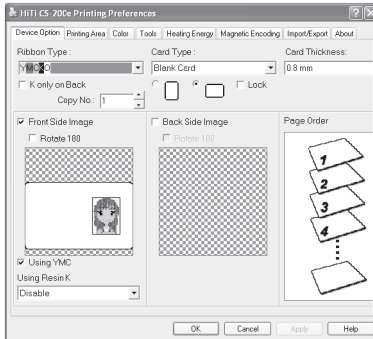 HiTi CS-200e Printing Preferences
Device Option Printing Area Color Tools Heating Energy Magnetic Encoding Import/Export About
Ribbon Type :
YMCKO
K only on Back
Copy No : 1
Card Type :
Blank Card
Lock
Card Thickness:
0.8 mm
Front Side Image
Rotate 180
Using YMC
Using Resin K
Disable
Back Side Image
Rotate 180
Page Order
1
2
3
4
OK Cancel Apply Help